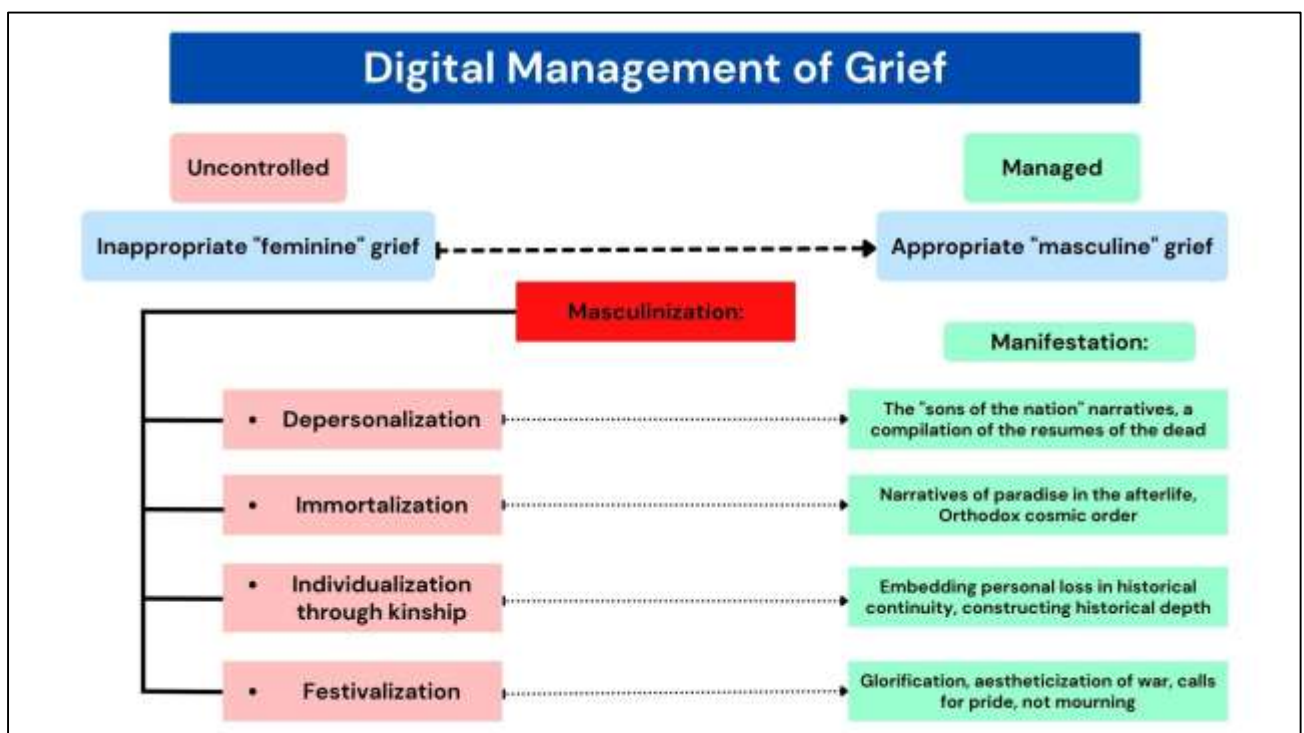 Digital Management of Grief
Uncontrolled
Managed
Inappropriate "feminine" grief
Appropriate "masculine" grief
Masculinization:
Manifestation:
• Depersonalization
The "sons of the nation" narratives, a
compilation of the resumes of the dead
• Immortalization
Narratives of paradise in the afterlife,
Orthodox cosmic order
• Individualization
through kinship
Embedding personal loss in historical
continuity, constructing historical depth
• Festivalization
Glorification, aestheticization of war, calls
for pride, not mourning